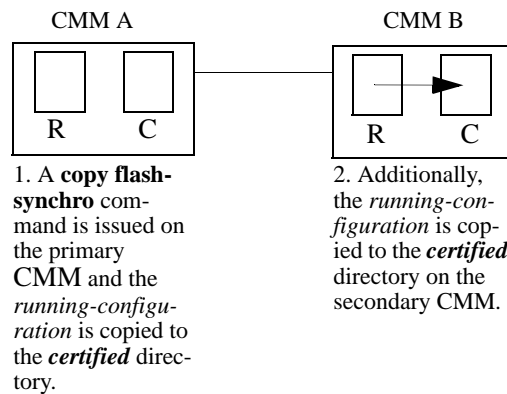 CMM A
CMM B
R C
R C
1. A copy flash-
synchro com-
mand is issued on
the primary
CMM and the
running-configu-
ration is copied to
the certified direc-
tory.
2. Additionally,
the running-con-
figuration is cop-
ied to the certified
directory on the
secondary CMM.